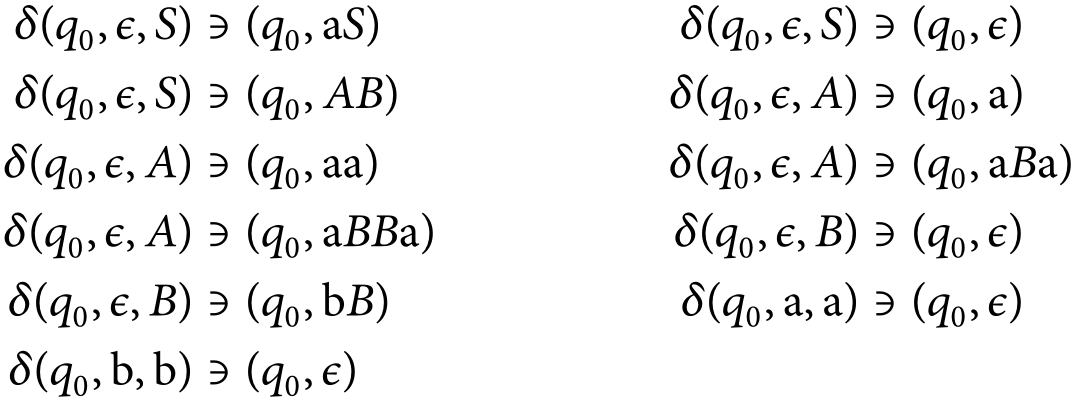 δ(q₀, ϵ, S) ∋ (q₀, aS) δ(q₀, ϵ, S) ∋ (q₀, ϵ)
δ(q₀, ϵ, S) ∋ (q₀, AB) δ(q₀, ϵ, A) ∋ (q₀, a)
δ(q₀, ϵ, A) ∋ (q₀, aa) δ(q₀, ϵ, A) ∋ (q₀, aBa)
δ(q₀, ϵ, A) ∋ (q₀, aBBa) δ(q₀, ϵ, B) ∋ (q₀, ϵ)
δ(q₀, ϵ, B) ∋ (q₀, bB) δ(q₀, a, a) ∋ (q₀, ϵ)
δ(q₀, b, b) ∋ (q₀, ϵ)